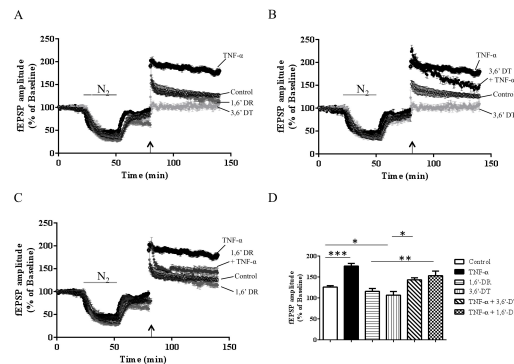 A
fEPSP amplitude
(% of Baseline)
250
200
150
100
50
0
N2
TNF-α
Control
1,6' DR
3,6' DT
0
50
100
150
Time (min)
B
fEPSP amplitude
(% of Baseline)
250
200
150
100
50
0
N2
TNF-α
3,6' DT
+ TNF-α
Contro
3,6' DT
0
50
100
150
Time (min)
C
fEPSP amplitude
(% of Baseline)
250
200
150
100
50
0
N2
TNF-α
1,6' DR
+ TNF-α
Control
1,6' DR
0
50
100
150
Time (min)
D
fEPSP amplitude
(% of Baseline)
200
150
100
50
0
*
*
***
**
Control
TNF-α
1,6'-DR
3,6'-DT
TNF-α + 3,6'-D
TNF-α + 1,6'-D